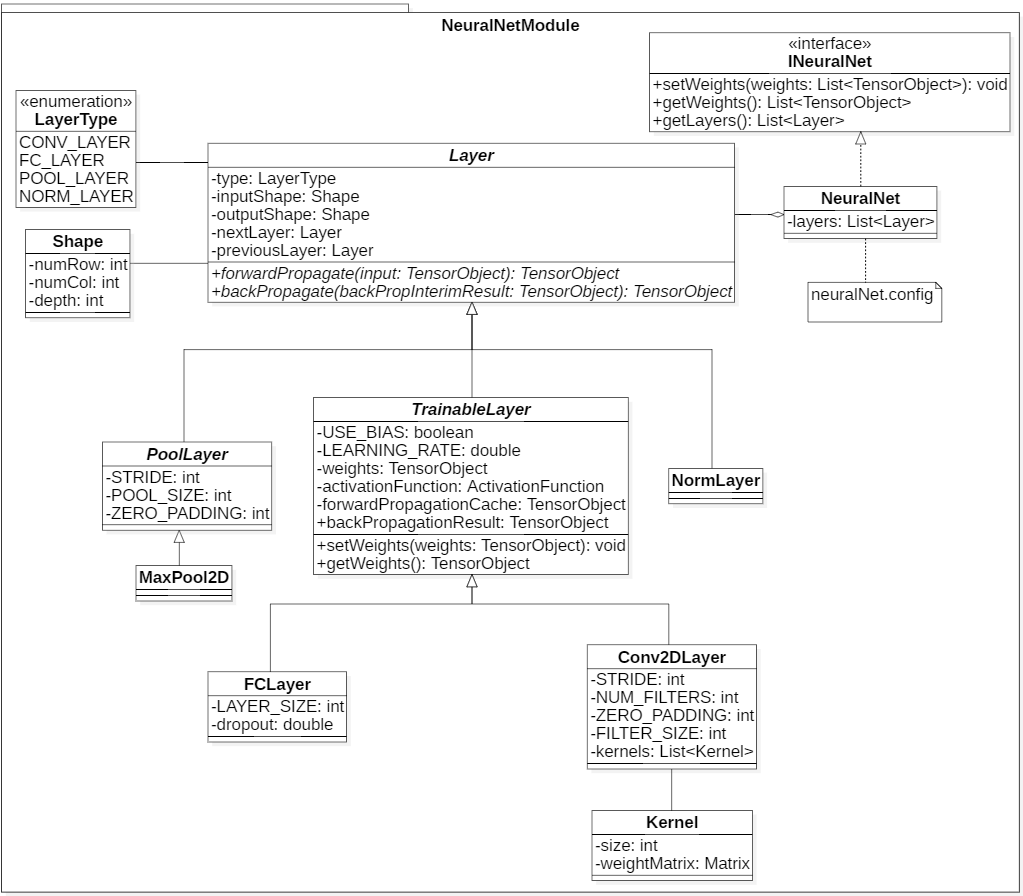 NeuralNetModule
«interface»
INeuralNet
+setWeights(weights: List<TensorObject>): void
+getWeights(): List<TensorObject>
+getLayers(): List<Layer>
«enumeration»
LayerType
CONV_LAYER
FC_LAYER
POOL_LAYER
NORM_LAYER
Layer
-type: LayerType
-inputShape: Shape
-outputShape: Shape
-nextLayer: Layer
-previousLayer: Layer
+forwardPropagate(input: TensorObject): TensorObject
+backPropagate(backPropInterimResult: TensorObject): TensorObject
NeuralNet
-layers: List<Layer>
Shape
-numRow: int
-numCol: int
-depth: int
neuralNet.config
TrainableLayer
-USE_BIAS: boolean
-LEARNING_RATE: double
-weights: TensorObject
-activationFunction: ActivationFunction
-forwardPropagationCache: TensorObject
+backPropagationResult: TensorObject
+setWeights(weights: TensorObject): void
+getWeights(): TensorObject
PoolLayer
-STRIDE: int
-POOL_SIZE: int
-ZERO_PADDING: int
NormLayer
MaxPool2D
FCLayer
-LAYER_SIZE: int
-dropout: double
Conv2DLayer
-STRIDE: int
-NUM_FILTERS: int
-ZERO_PADDING: int
-FILTER_SIZE: int
-kernels: List<Kernel>
Kernel
-size: int
-weightMatrix: Matrix